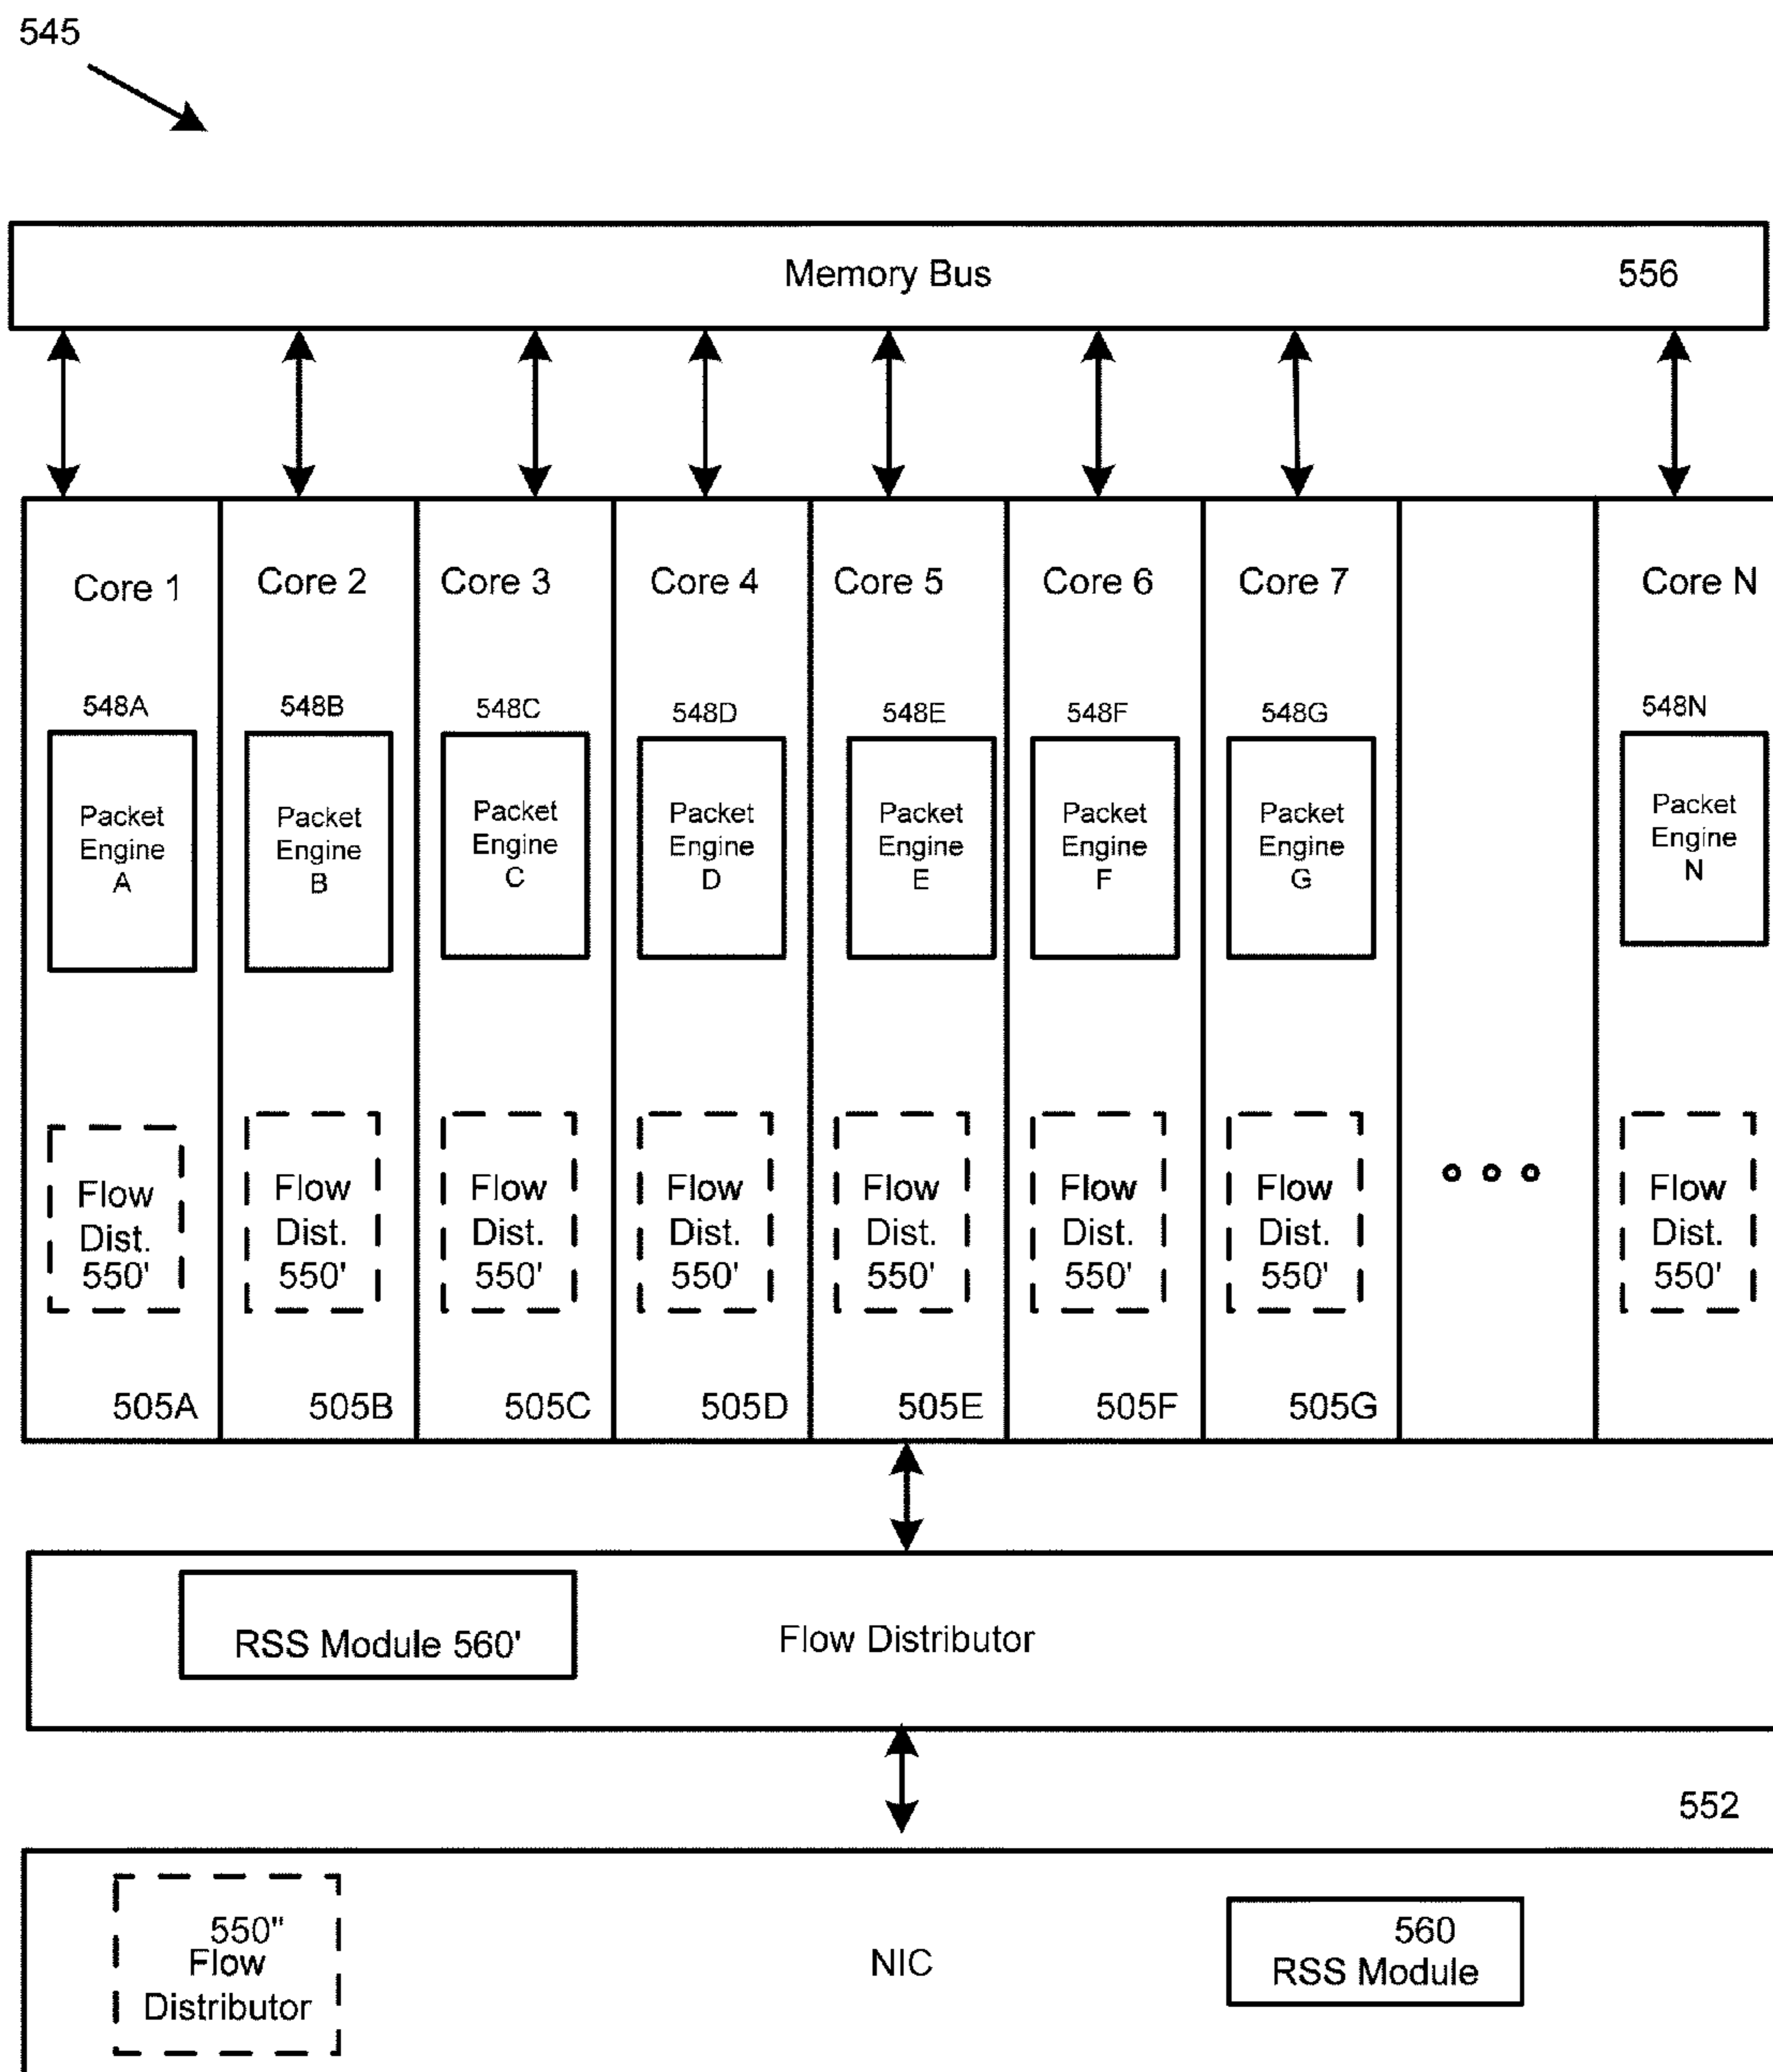 545
Memory Bus 556
Core 1 Core 2 Core 3 Core 4 Core 5 Core 6 Core 7 Core N
548A 548B 548C 548D 548E 548F 548G 548N
Packet
Engine
A
Packet
Engine
B
Packet
Engine
C
Packet
Engine
D
Packet
Engine
E
Packet
Engine
F
Packet
Engine
G
Packet
Engine
N
Flow
Dist.
550'
Flow
Dist.
550'
Flow
Dist.
550'
Flow
Dist.
550'
Flow
Dist.
550'
Flow
Dist.
550'
Flow
Dist.
550'
Flow
Dist.
550'
505A 505B 505C 505D 505E 505F 505G
RSS Module 560' Flow Distributor
552
550"
Flow
Distributor
NIC
560
RSS Module